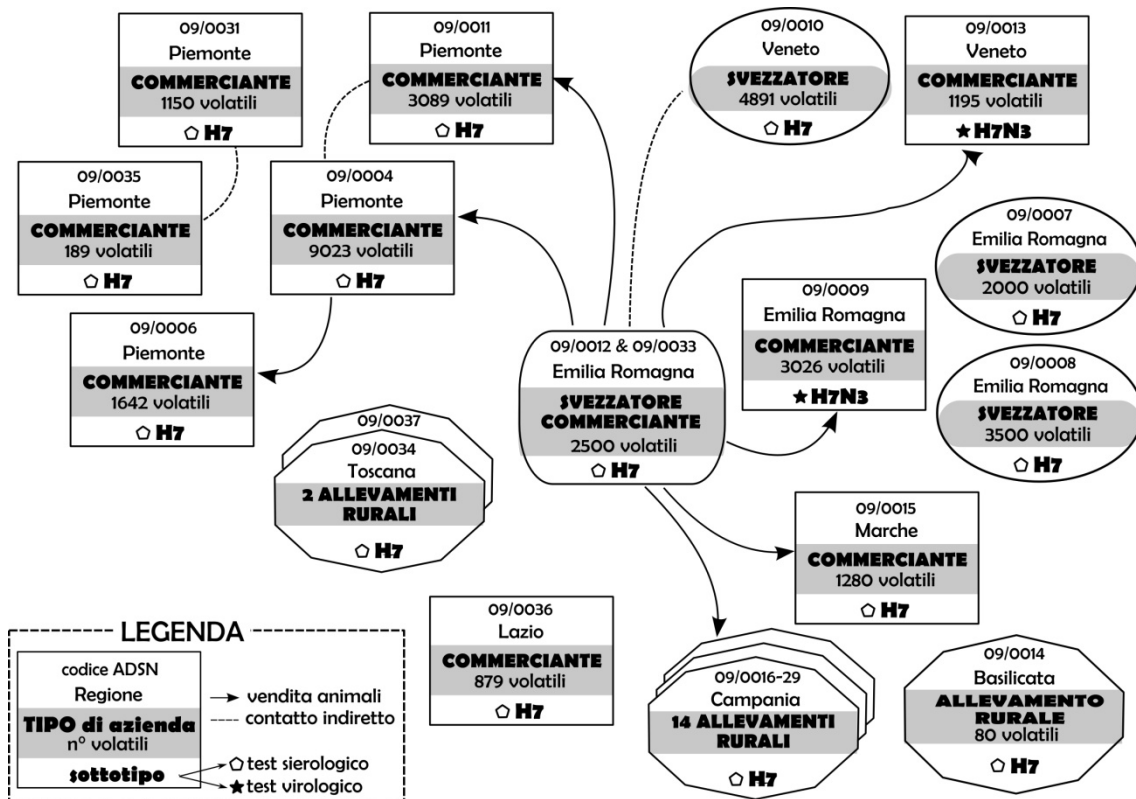 09/0031
Piemonte
COMMERCIANTE
1150 volatili
H7
09/0011
Piemonte
COMMERCIANTE
3089 volatili
H7
09/0010
Veneto
SVEZZATORE
4891 volatili
H7
09/0013
Veneto
COMMERCIANTE
1195 volatili
H7N3
09/0035
Piemonte
COMMERCIANTE
189 volatili
H7
09/0004
Piemonte
COMMERCIANTE
9023 volatili
H7
09/0007
Emilia Romagna
SVEZZATORE
2000 volatili
H7
09/0006
Piemonte
COMMERCIANTE
1642 volatili
H7
09/0012 & 09/0033
Emilia Romagna
SVEZZATORE
COMMERCIANTE
2500 volatili
H7
09/0009
Emilia Romagna
COMMERCIANTE
3026 volatili
H7N3
09/0008
Emilia Romagna
SVEZZATORE
3500 volatili
H7
09/0037
09/0034
Toscana
2 ALLEVAMENTI
RURALI
H7
09/0015
Marche
COMMERCIANTE
1280 volatili
H7
09/0036
Lazio
COMMERCIANTE
879 volatili
H7
09/0016-29
Campania
14 ALLEVAMENTI
RURALI
H7
09/0014
Basilicata
ALLEVAMENTO
RURALE
80 volatili
H7
LEGENDA
codice ADSN
Regione
TIPO di azienda
n° volatili
sottotipo
vendita animali
contatto indiretto
test sierologico
test virologico